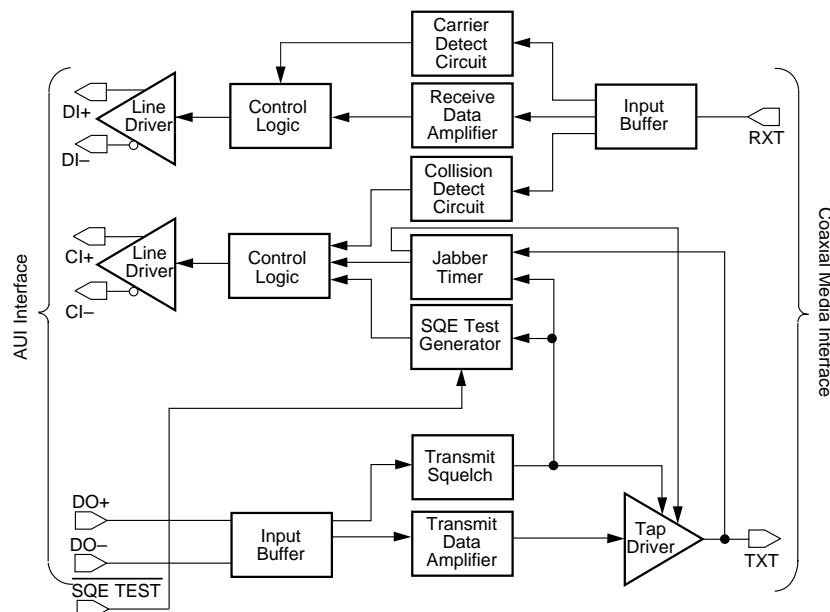 Carrier
Detect
Circuit
DI+
Line
Driver
DI–
Control
Logic
Receive
Data
Amplifier
Input
Buffer
RXT
Collision
Detect
Circuit
CI+
Line
Driver
CI–
Control
Logic
Jabber
Timer
SQE Test
Generator
AUI Interface
Coaxial Media Interface
Transmit
Squelch
DO+
DO–
Input
Buffer
Transmit
Data
Amplifier
Tap
Driver
TXT
SQE TEST